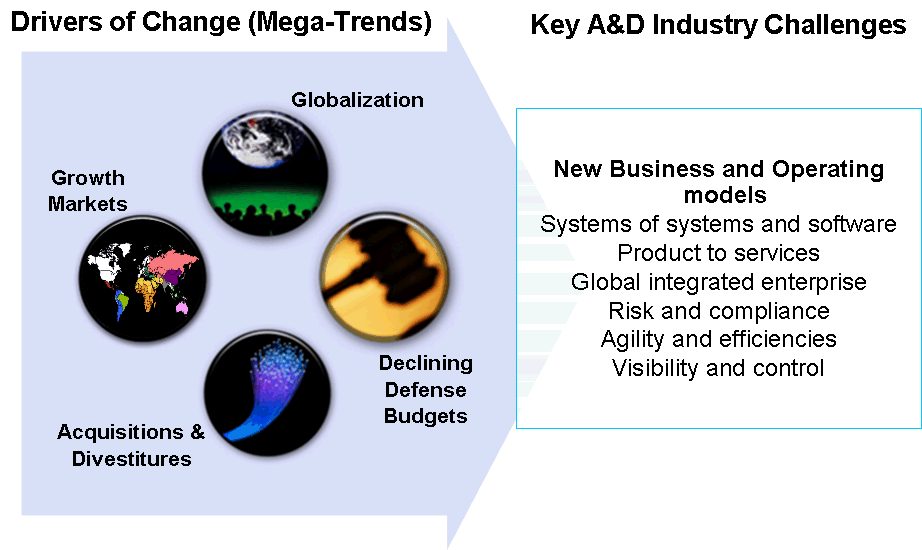 Drivers of Change (Mega-Trends)
Key A&D Industry Challenges
Globalization
Growth
Markets
Declining
Defense
Budgets
Acquisitions &
Divestitures
New Business and Operating
models
Systems of systems and software
Product to services
Global integrated enterprise
Risk and compliance
Agility and efficiencies
Visibility and control